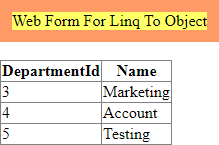 Web Form For Linq To Object
DepartmentId Name
3 Marketing
4 Account
5 Testing